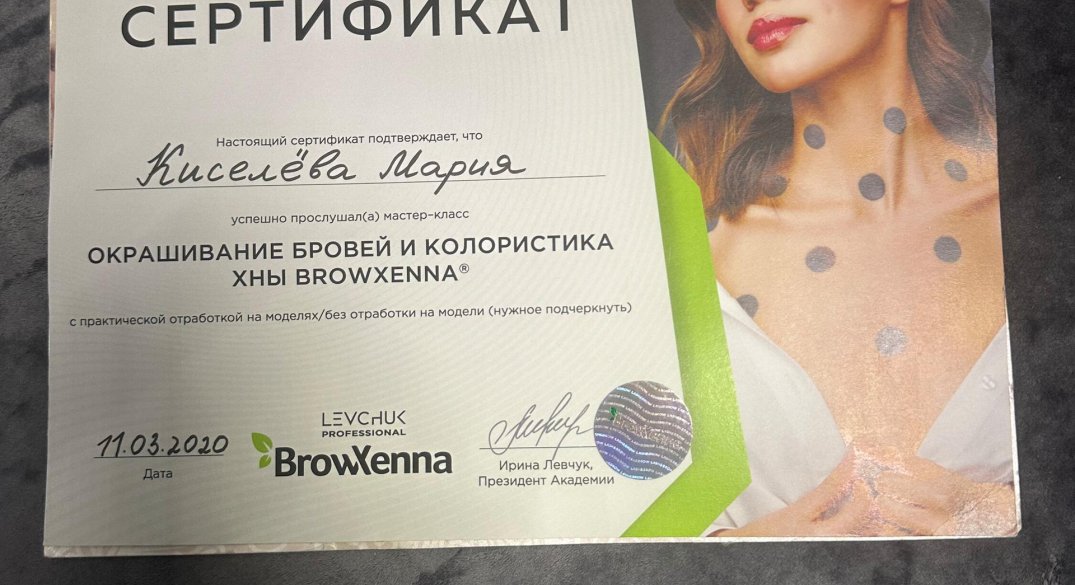 СЕРТИФИКАТ
Настоящий сертификат подтверждает, что
Киселёва Мария
успешно прослушал(а) мастер-класс
ОКРАШИВАНИЕ БРОВЕЙ И КОЛОРИСТИКА
ХНЫ BROWXENNA®
с практической отработкой на моделях/без отработки на модели (нужное подчеркнуть)
LEVCHUK
PROFESSIONAL
BrowXenna
11.03.2020
Дата
Ирина Левчук,
Президент Академии